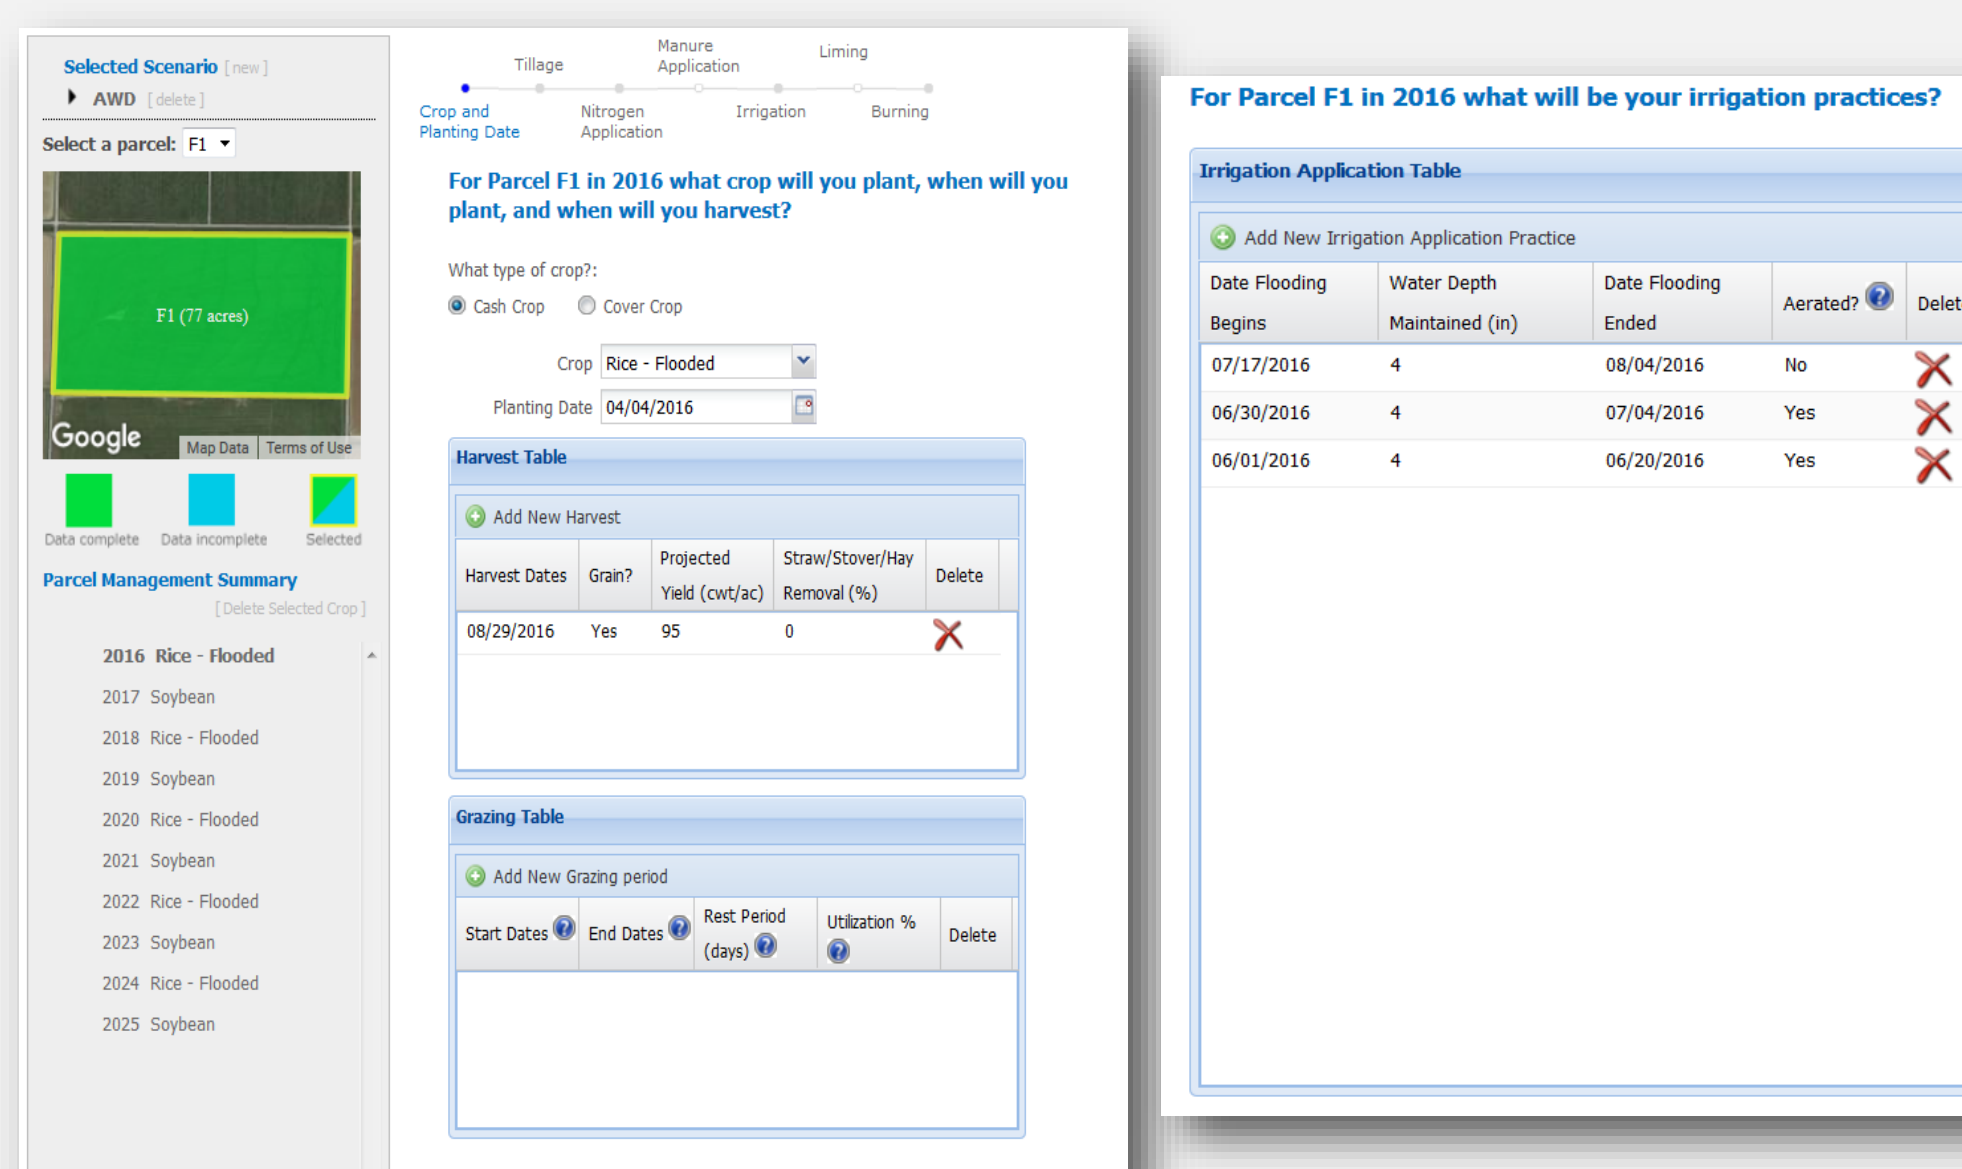 Selected Scenario [ new ]
AWD [ delete ]
Select a parcel: F1
F1 (77 acres)
Google
Map Data Terms of Use
Data complete Data incomplete Selected
Parcel Management Summary
[ Delete Selected Crop ]
2016 Rice - Flooded
2017 Soybean
2018 Rice - Flooded
2019 Soybean
2020 Rice - Flooded
2021 Soybean
2022 Rice - Flooded
2023 Soybean
2024 Rice - Flooded
2025 Soybean
Crop and
Planting Date
Tillage
Nitrogen
Application
Manure
Application
Irrigation
Liming
Burning
For Parcel F1 in 2016 what crop will you plant, when will you
plant, and when will you harvest?
What type of crop?:
Cash Crop Cover Crop
Crop Rice - Flooded
Planting Date 04/04/2016
Harvest Table
Add New Harvest
Harvest Dates Grain? Projected Yield (cwt/ac) Straw/Stover/Hay Removal (%) Delete
08/29/2016 Yes 95 0
Grazing Table
Add New Grazing period
Start Dates ? End Dates ? Rest Period (days) ? Utilization % ? Delete
For Parcel F1 in 2016 what will be your irrigation practices?
Irrigation Application Table
Add New Irrigation Application Practice
Date Flooding Begins Water Depth Maintained (in) Date Flooding Ended Aerated? ? Delet
07/17/2016 4 08/04/2016 No
06/30/2016 4 07/04/2016 Yes
06/01/2016 4 06/20/2016 Yes